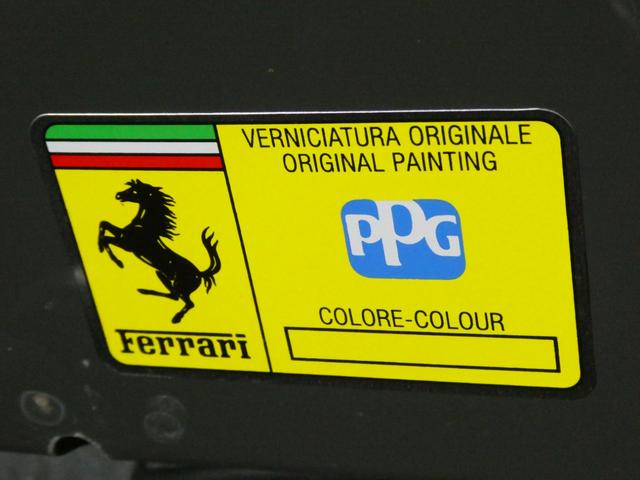 VERNICIATURA ORIGINALE
ORIGINAL PAINTING
PPG
COLORE-COLOUR
Ferrari